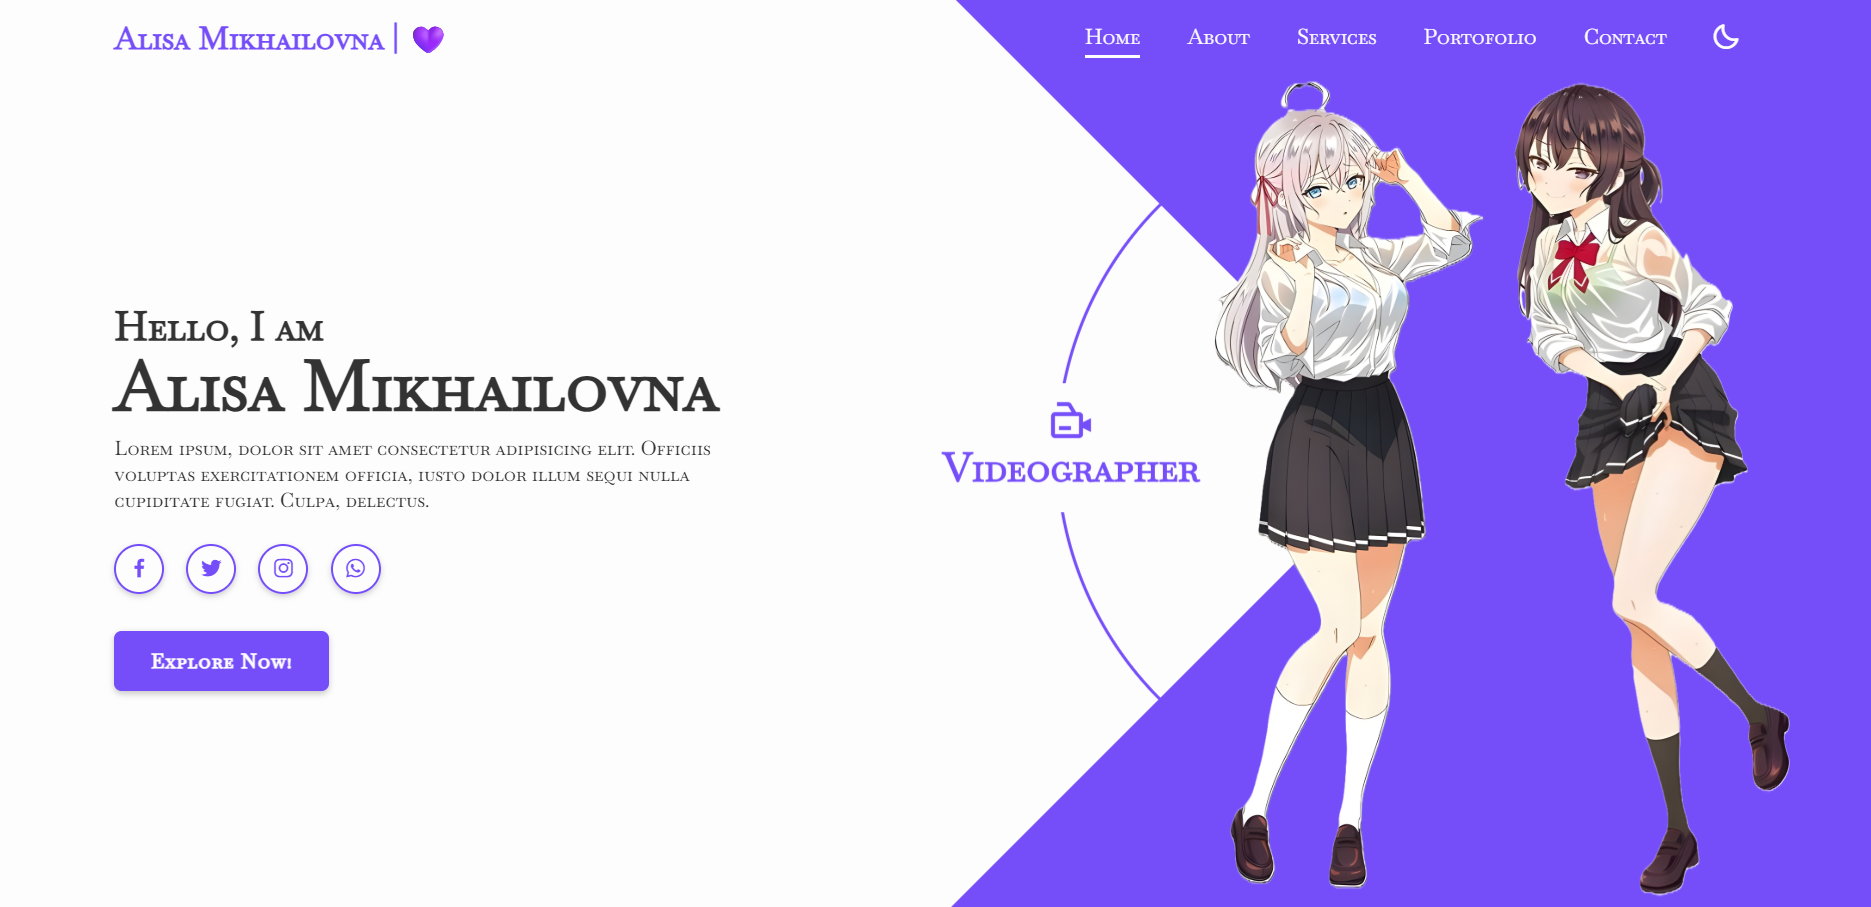 Alisa Mikhailovna | 💜
Home About Services Portofolio Contact
Hello, I am
Alisa Mikhailovna
Lorem ipsum, dolor sit amet consectetur adipisicing elit. Officiis
voluptas exercitationem officia, iusto dolor illum sequi nulla
cupiditate fugiat. Culpa, delectus.
Explore Now!
Videographer